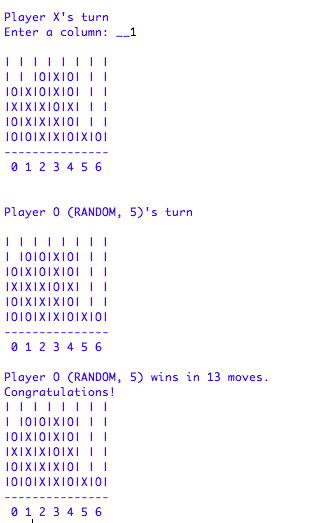 Player X's turn
Enter a column: __1
| | | | | | | |
| | |O|X|O| | |
|O|X|O|X|O| | |
|X|X|X|O|X| | |
|O|X|O|X|O| | |
|O|O|X|O|X|O|X|
---------------
0 1 2 3 4 5 6
Player O (RANDOM, 5)'s turn
| | | | | | | |
| |O|O|X|O| | |
|O|X|O|X|O| | |
|X|X|X|O|X| | |
|O|X|O|X|O| | |
|O|O|X|O|X|O|X|
---------------
0 1 2 3 4 5 6
Player O (RANDOM, 5) wins in 13 moves.
Congratulations!
| | | | | | | |
| |O|O|X|O| | |
|O|X|O|X|O| | |
|X|X|X|O|X| | |
|O|X|O|X|O| | |
|O|O|X|O|X|O|X|
---------------
0 1 2 3 4 5 6